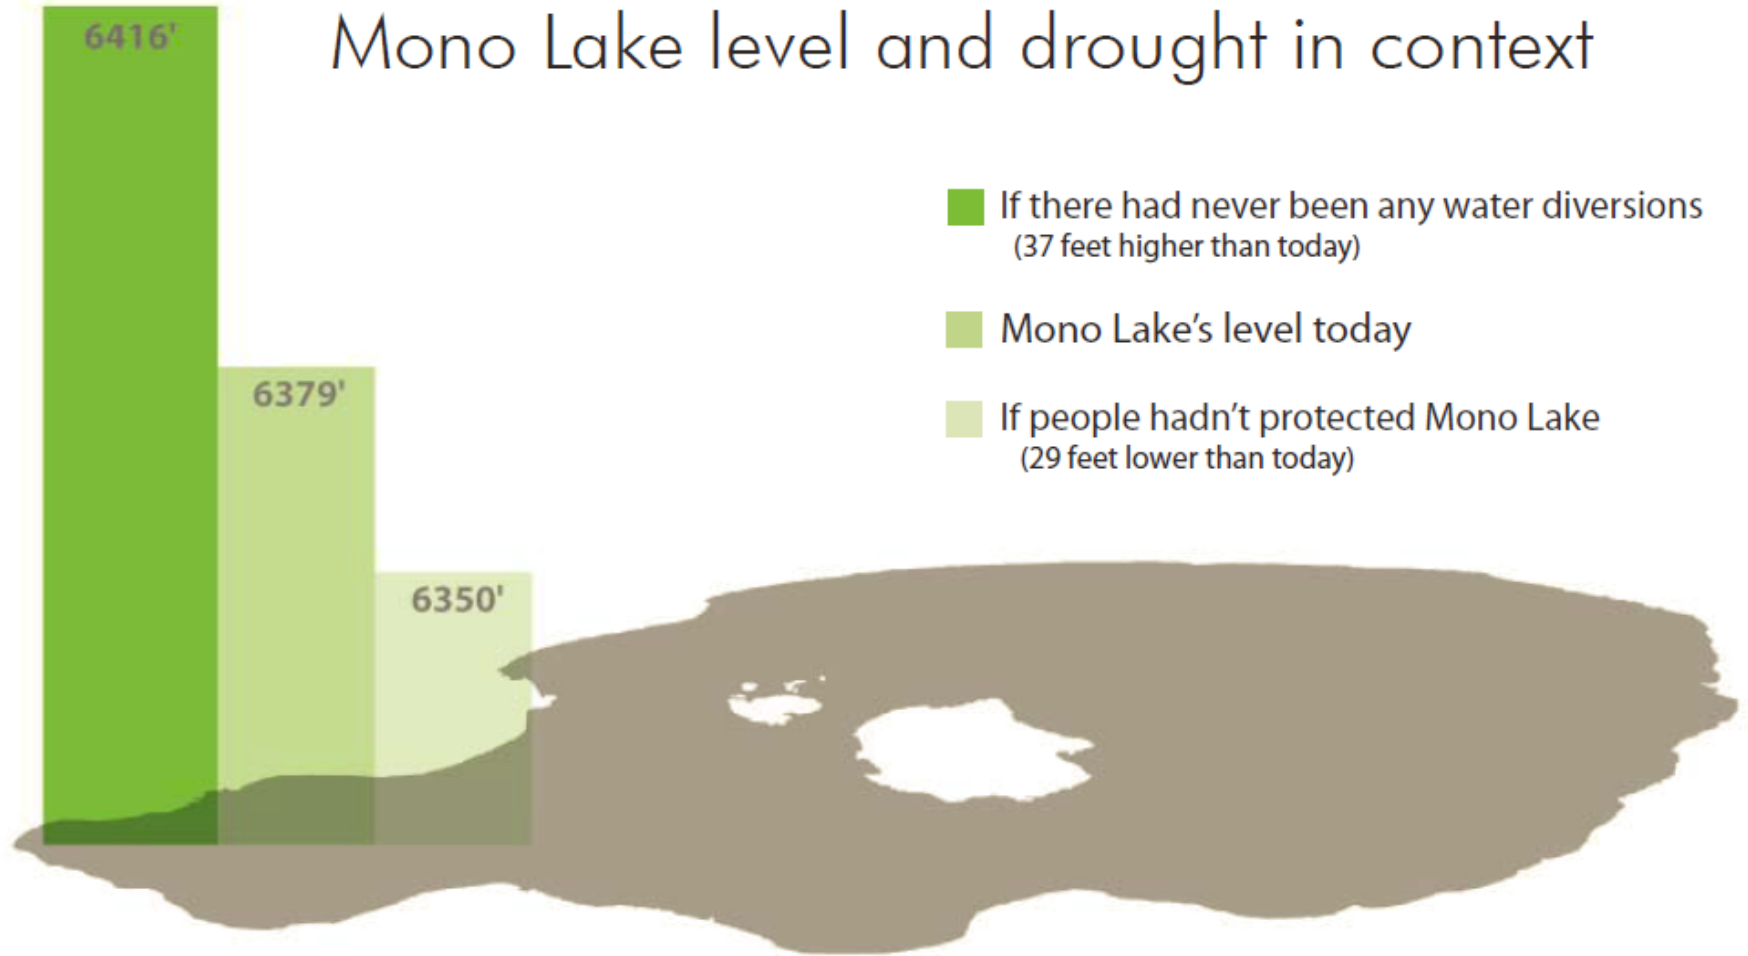 Mono Lake level and drought in context
6416'
If there had never been any water diversions
(37 feet higher than today)
Mono Lake’s level today
6379'
If people hadn’t protected Mono Lake
(29 feet lower than today)
6350'